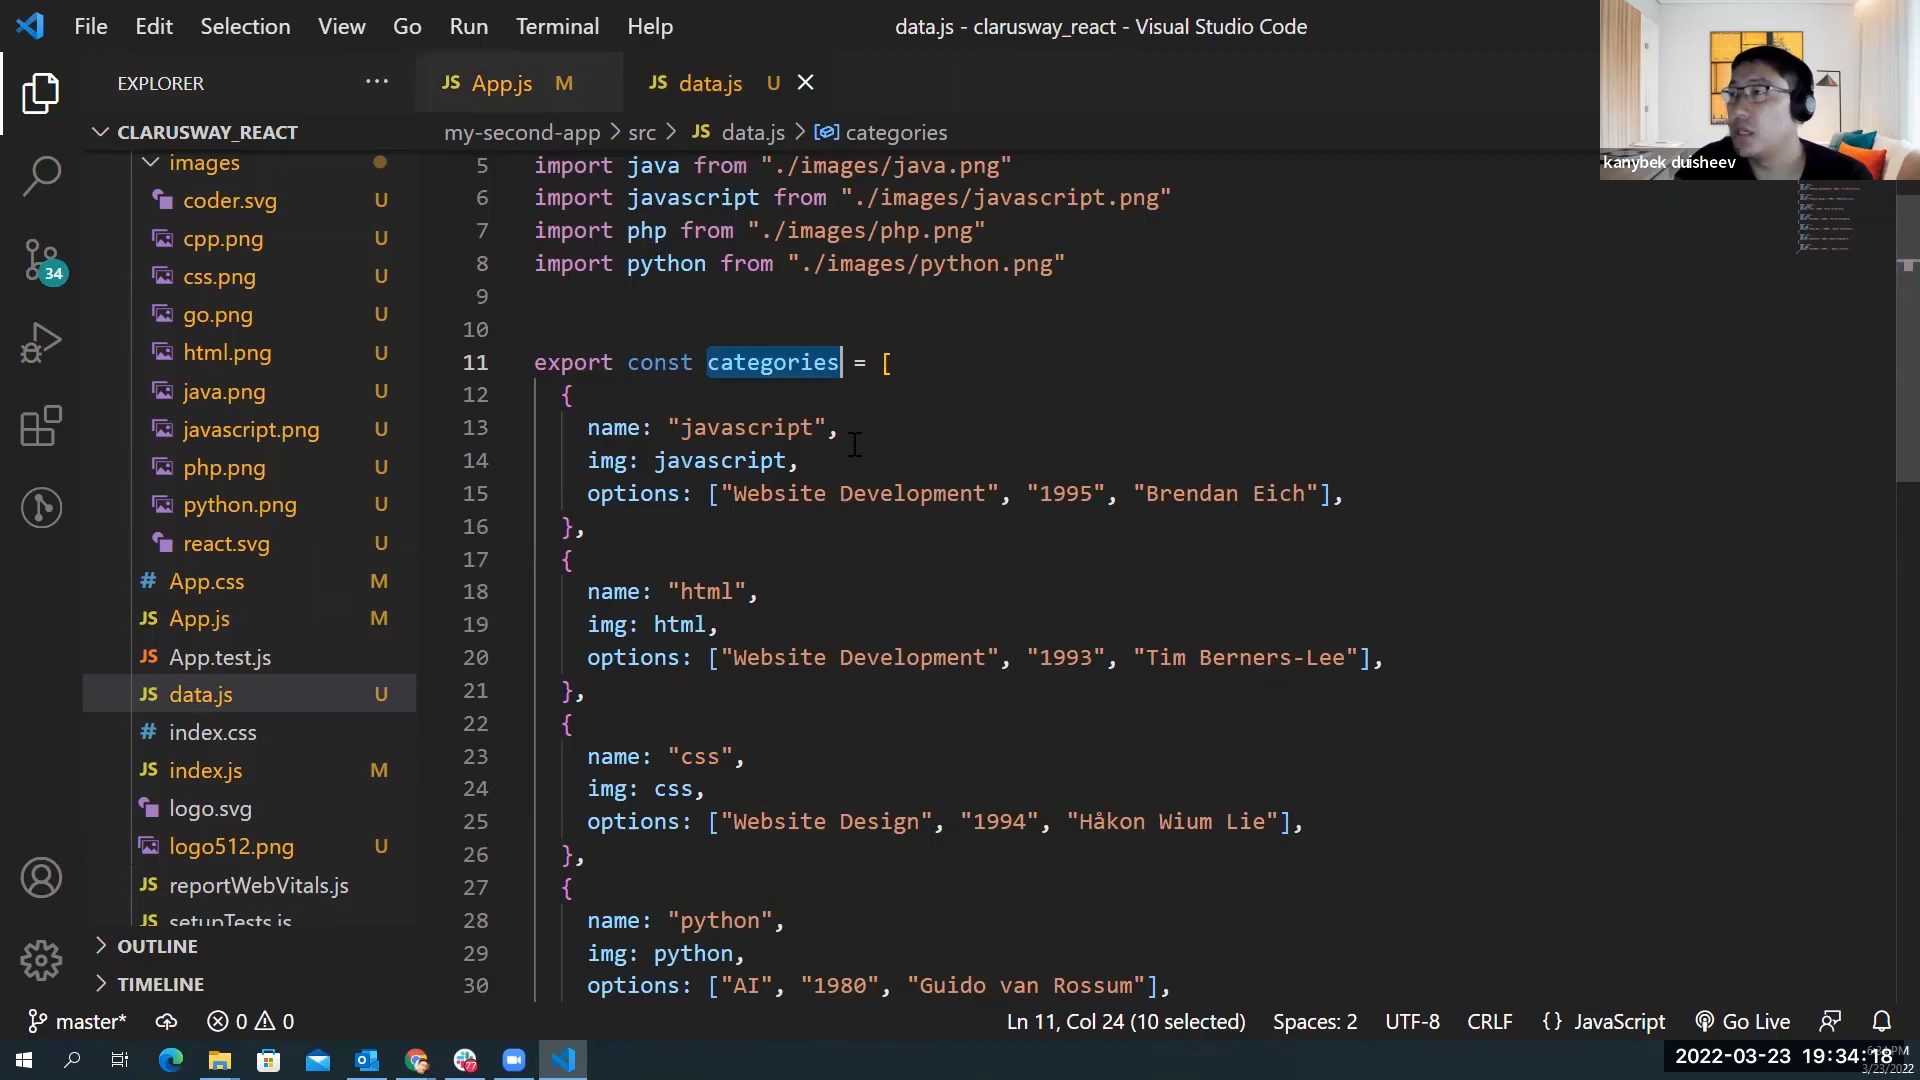 File Edit Selection View Go Run Terminal Help
data.js - clarusway_react - Visual Studio Code
kanybek duisheev
EXPLORER ···
JS App.js M
JS data.js U
CLARUSWAY_REACT
my-second-app > src > JS data.js > categories
images
coder.svg U
cpp.png U
css.png U
go.png U
html.png U
java.png U
javascript.png U
php.png U
python.png U
react.svg U
# App.css M
JS App.js M
JS App.test.js
JS data.js U
# index.css
JS index.js M
logo.svg
logo512.png U
JS reportWebVitals.js
JS setupTests.js
OUTLINE
TIMELINE
34
5 import java from "./images/java.png"
6 import javascript from "./images/javascript.png"
7 import php from "./images/php.png"
8 import python from "./images/python.png"
9
10
11 export const categories = [
12 {
13 name: "javascript",
14 img: javascript,
15 options: ["Website Development", "1995", "Brendan Eich"],
16 },
17 {
18 name: "html",
19 img: html,
20 options: ["Website Development", "1993", "Tim Berners-Lee"],
21 },
22 {
23 name: "css",
24 img: css,
25 options: ["Website Design", "1994", "Håkon Wium Lie"],
26 },
27 {
28 name: "python",
29 img: python,
30 options: ["AI", "1980", "Guido van Rossum"],
master* 0 0
Ln 11, Col 24 (10 selected) Spaces: 2 UTF-8 CRLF {} JavaScript Go Live
77
2022-03-23 19:34:18
3/23/2022